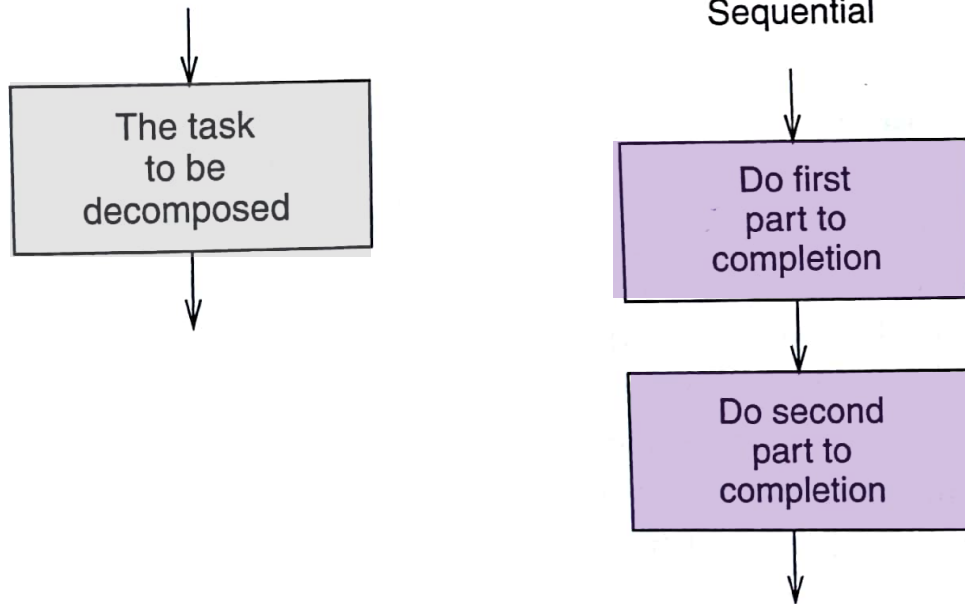 The task
to be
decomposed
Sequential
Do first
part to
completion
Do second
part to
completion